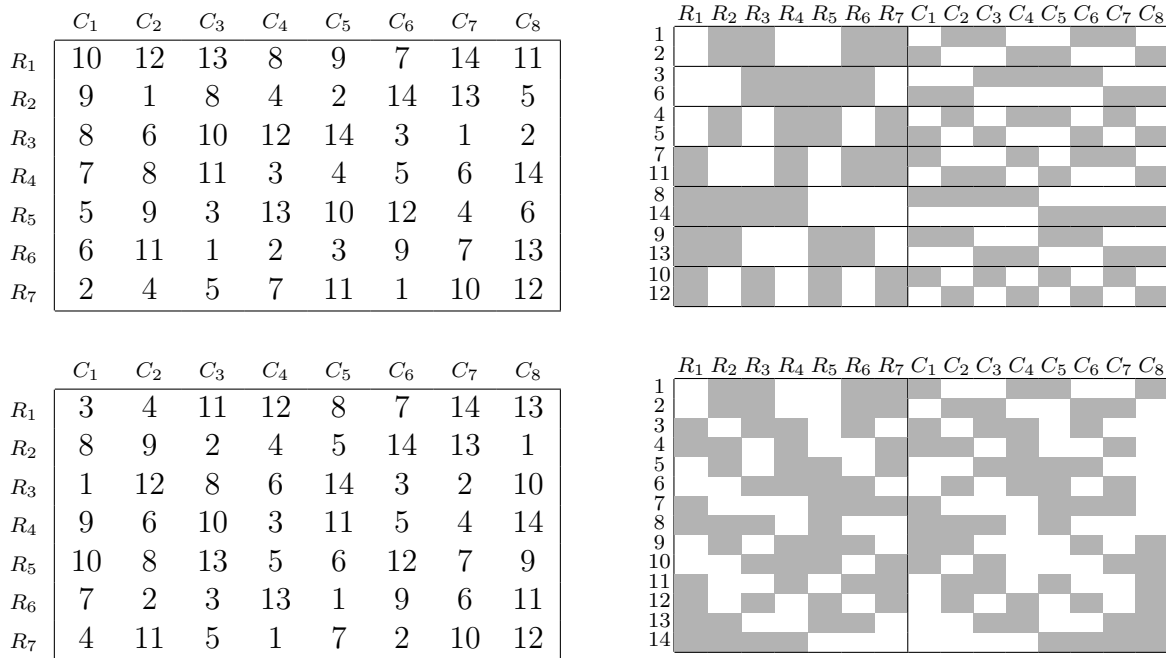 C1 C2 C3 C4 C5 C6 C7 C8
R1 10 12 13 8 9 7 14 11
R2 9 1 8 4 2 14 13 5
R3 8 6 10 12 14 3 1 2
R4 7 8 11 3 4 5 6 14
R5 5 9 3 13 10 12 4 6
R6 6 11 1 2 3 9 7 13
R7 2 4 5 7 11 1 10 12
R1 R2 R3 R4 R5 R6 R7 C1 C2 C3 C4 C5 C6 C7 C8
1
2
3
6
4
5
7
11
8
14
9
13
10
12
C1 C2 C3 C4 C5 C6 C7 C8
R1 3 4 11 12 8 7 14 13
R2 8 9 2 4 5 14 13 1
R3 1 12 8 6 14 3 2 10
R4 9 6 10 3 11 5 4 14
R5 10 8 13 5 6 12 7 9
R6 7 2 3 13 1 9 6 11
R7 4 11 5 1 7 2 10 12
R1 R2 R3 R4 R5 R6 R7 C1 C2 C3 C4 C5 C6 C7 C8
1
2
3
4
5
6
7
8
9
10
11
12
13
14